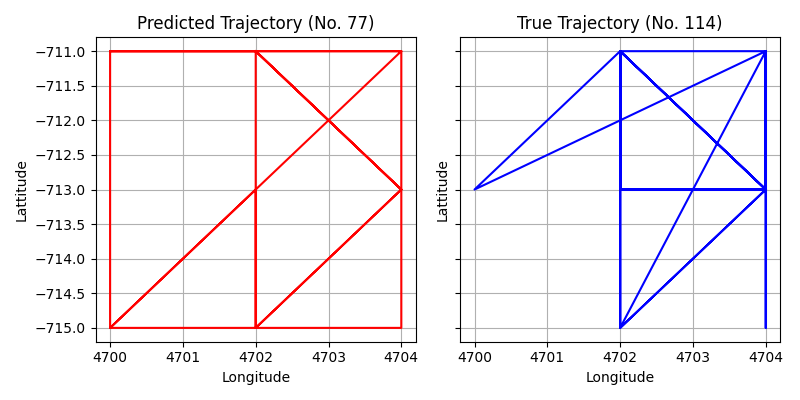 Predicted Trajectory (No. 77)
True Trajectory (No. 114)
−711.0
−711.5
−712.0
−712.5
−713.0
−713.5
−714.0
−714.5
−715.0
Lattitude
Lattitude
4700 4701 4702 4703 4704
4700 4701 4702 4703 4704
Longitude
Longitude